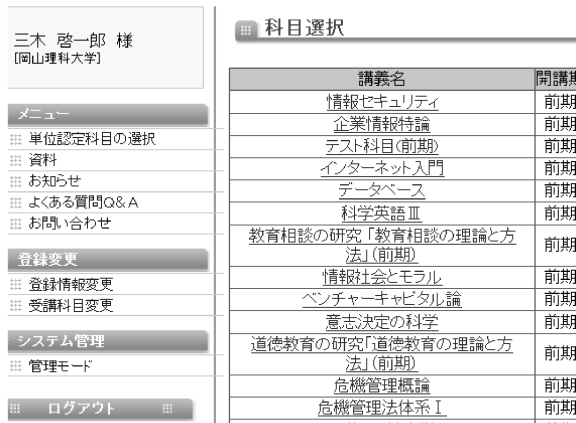 三木 啓一郎 様
[岡山理科大学]
メニュー
単位認定科目の選択
資料
お知らせ
よくある質問Q&A
お問い合わせ
登録変更
登録情報変更
受講科目変更
システム管理
管理モード
ログアウト
科目選択
講義名 開講期
情報セキュリティ 前期
企業情報特論 前期
テスト科目(前期) 前期
インターネット入門 前期
データベース 前期
科学英語Ⅲ 前期
教育相談の研究「教育相談の理論と方
法」(前期) 前期
情報社会とモラル 前期
ベンチャーキャピタル論 前期
意志決定の科学 前期
道徳教育の研究「道徳教育の理論と方
法」(前期) 前期
危機管理概論 前期
危機管理法体系Ⅰ 前期